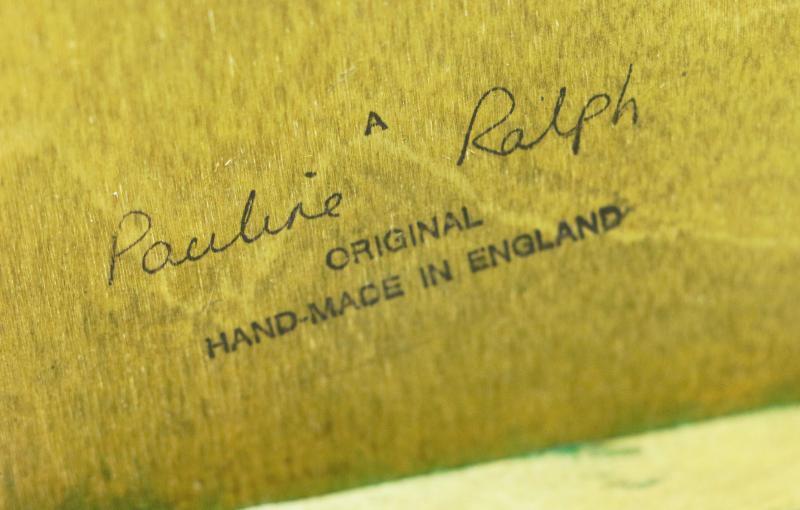 A
Pauline Ralph
ORIGINAL
HAND-MADE IN ENGLAND